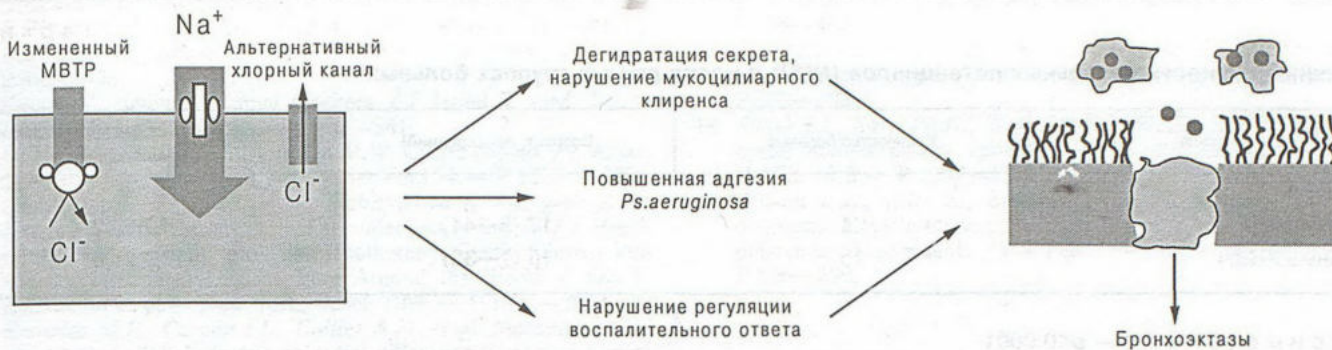 Измененный
МВТР
Na⁺
Альтернативный
хлорный канал
Cl⁻
Cl⁻
Дегидратация секрета,
нарушение мукоцилиарного
клиренса
Повышенная адгезия
Ps.aeruginosa
Нарушение регуляции
воспалительного ответа
Бронхоэктазы